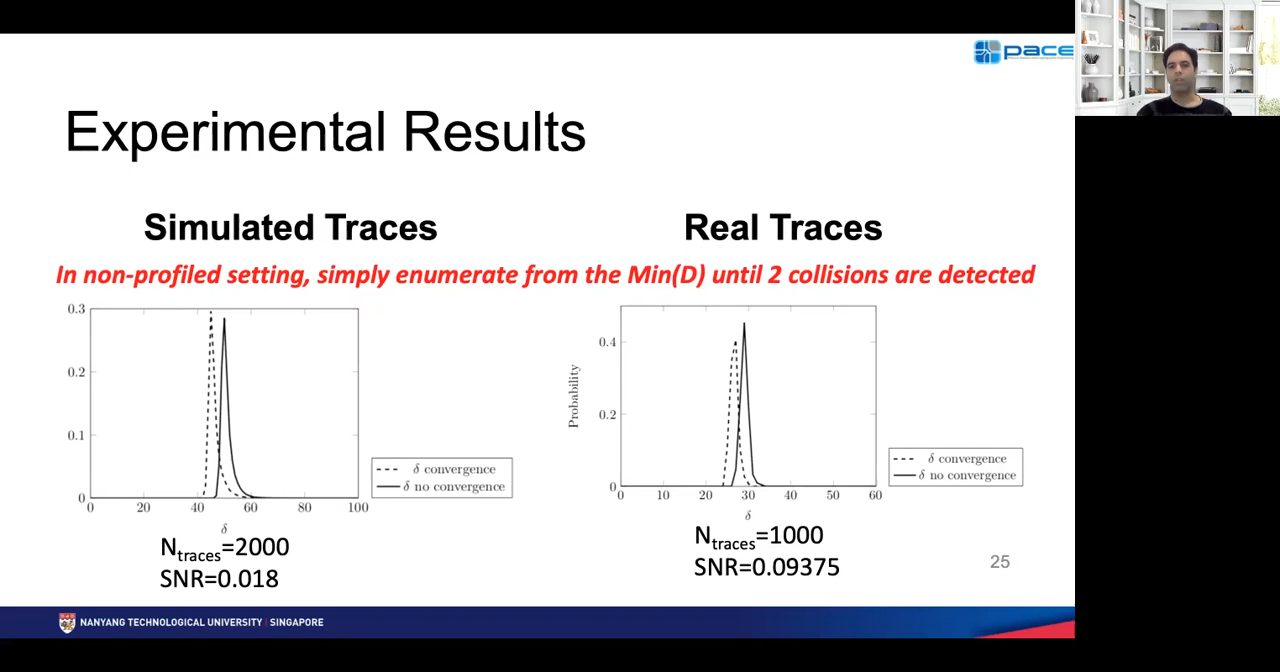 pace
Experimental Results
Simulated Traces
Real Traces
In non-profiled setting, simply enumerate from the Min(D) until 2 collisions are detected
0.3
0.2
0.1
0
0 20 40 60 80 100
δ
δ convergence
δ no convergence
N_traces=2000
SNR=0.018
Probability
0.4
0.2
0
0 10 20 30 40 50 60
δ
δ convergence
δ no convergence
N_traces=1000
SNR=0.09375
25
NANYANG TECHNOLOGICAL UNIVERSITY | SINGAPORE